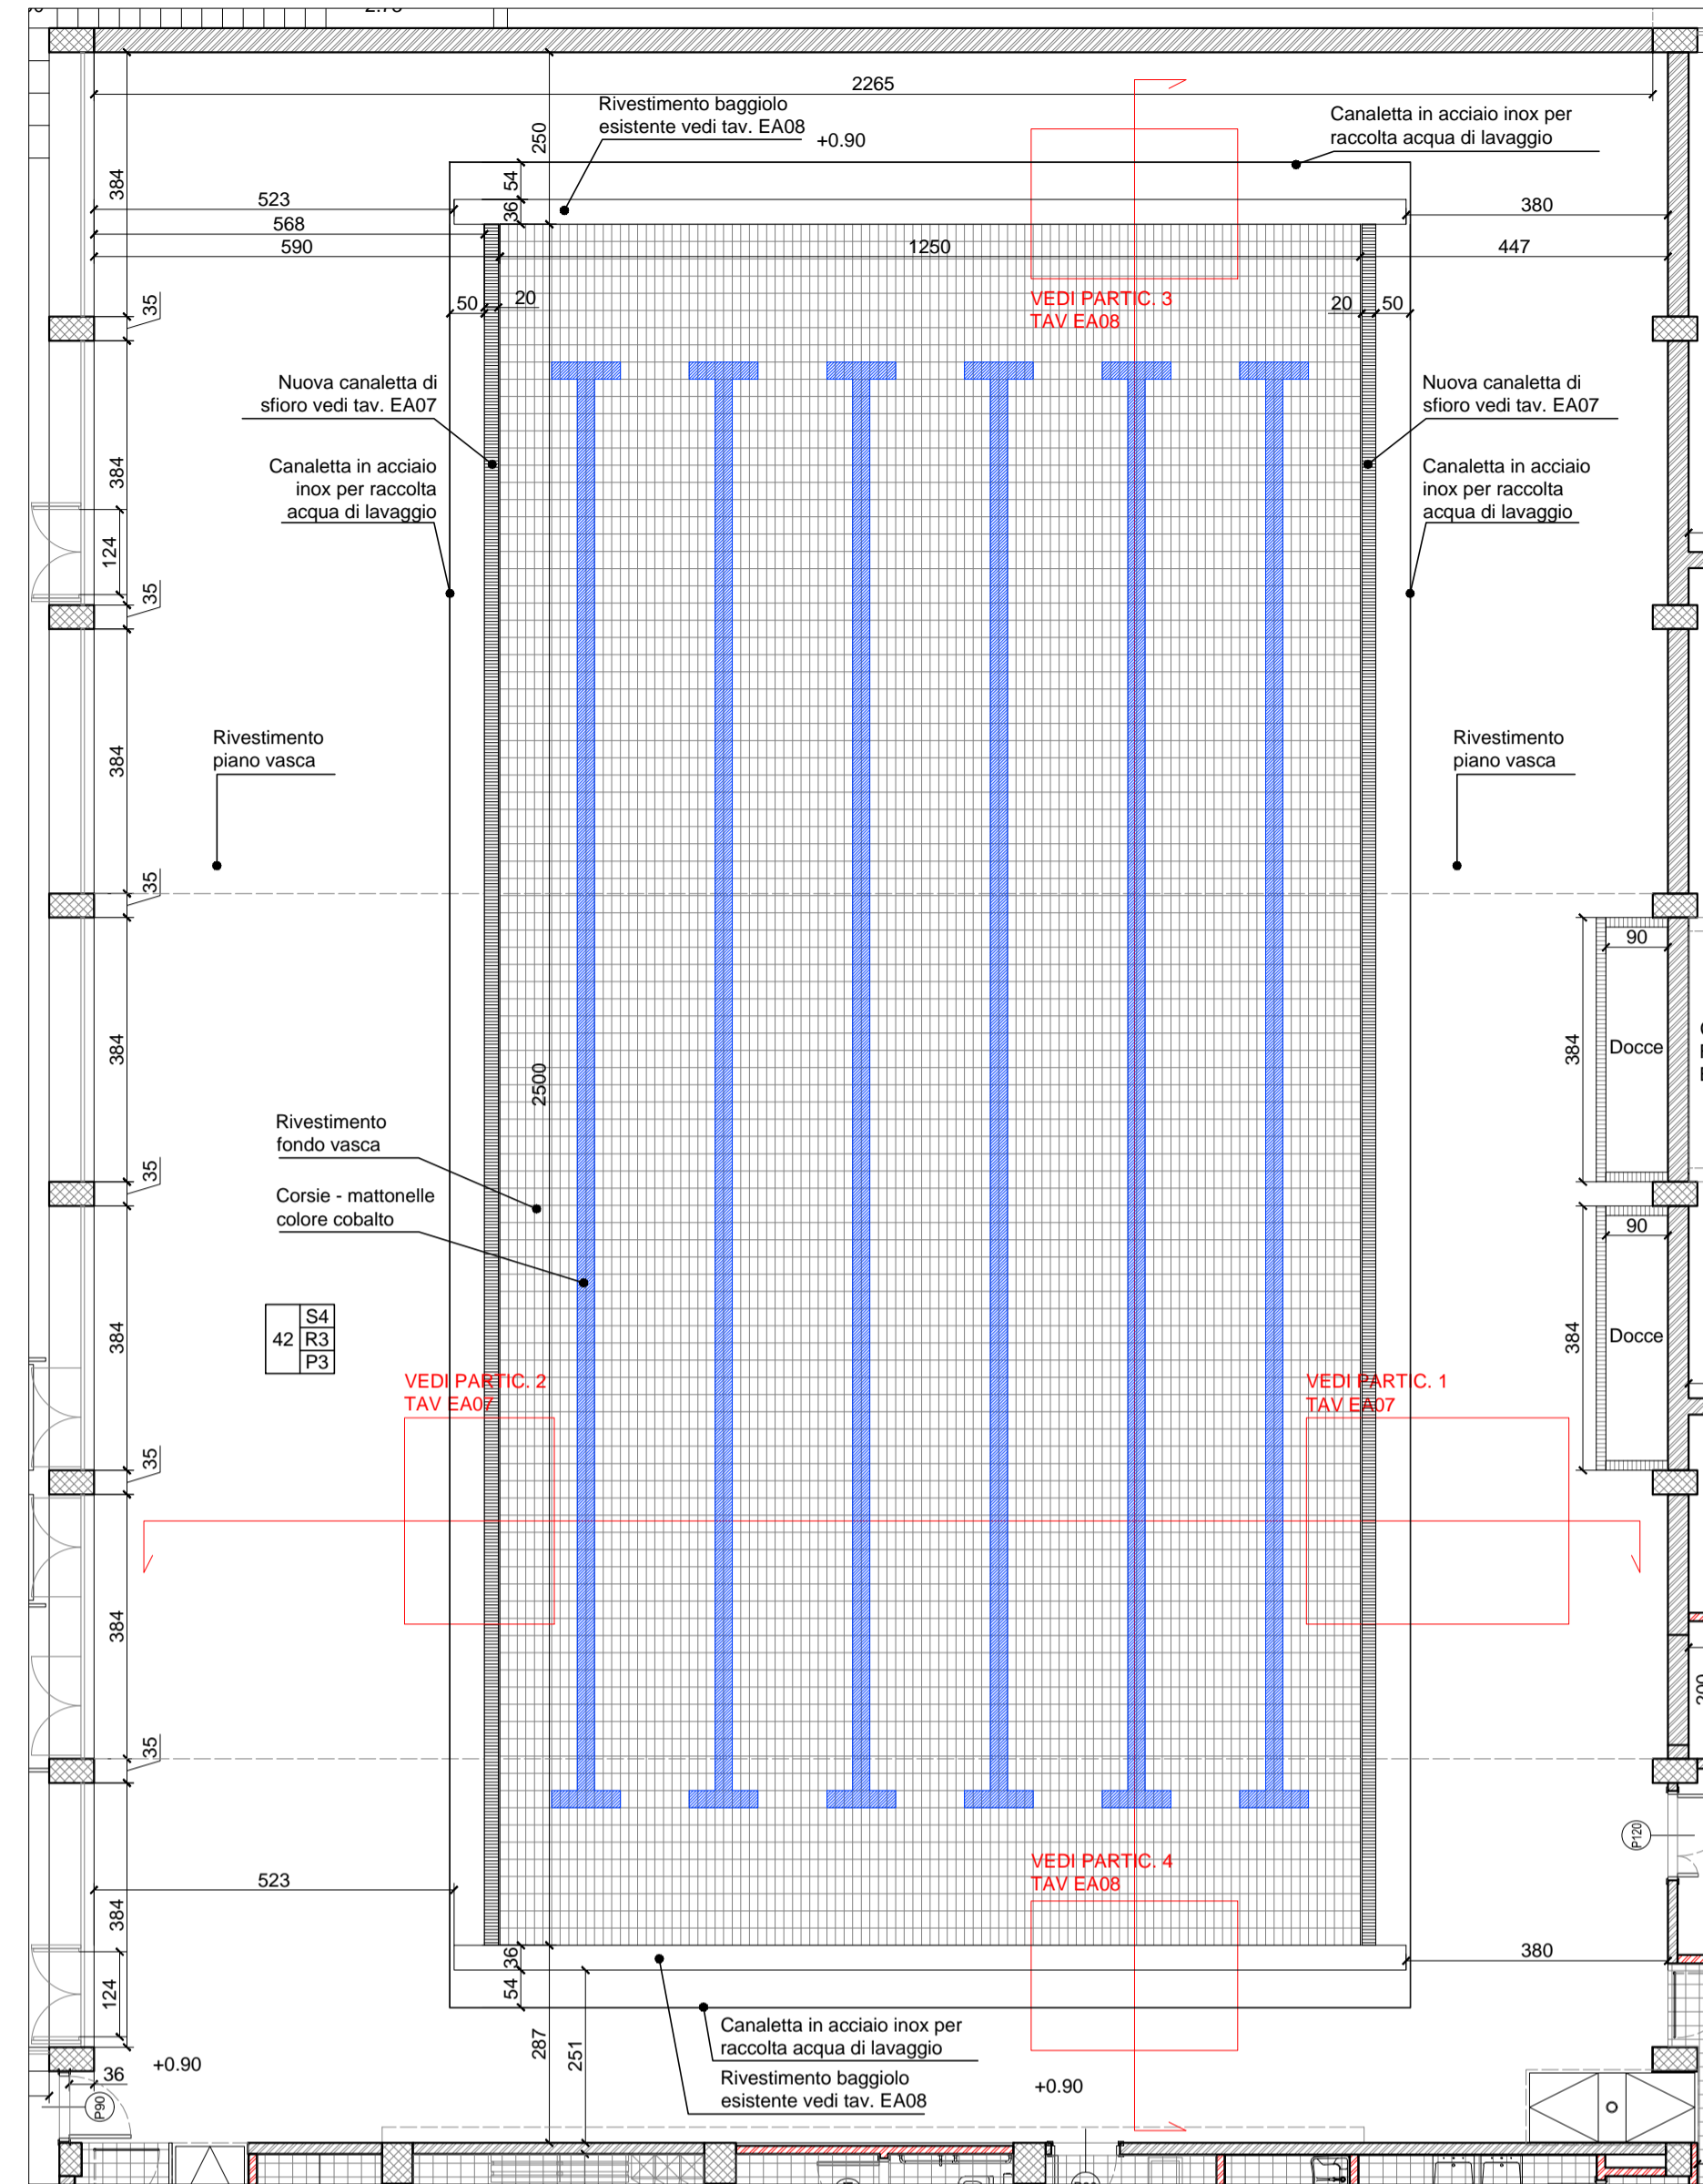 2265
Rivestimento baggiolo
esistente vedi tav. EA08
+0.90
Canaletta in acciaio inox per
raccolta acqua di lavaggio
250
54
36
384
523
568
590
1250
380
447
50
20
20
50
35
VEDI PARTIC. 3
TAV EA08
Nuova canaletta di
sfioro vedi tav. EA07
Nuova canaletta di
sfioro vedi tav. EA07
Canaletta in acciaio
inox per raccolta
acqua di lavaggio
Canaletta in acciaio
inox per raccolta
acqua di lavaggio
384
124
35
Rivestimento
piano vasca
Rivestimento
piano vasca
384
35
90
384
Docce
384
2500
Rivestimento
fondo vasca
35
Corsie - mattonelle
colore cobalto
90
384
Docce
384
42
S4
R3
P3
VEDI PARTIC. 2
TAV EA07
VEDI PARTIC. 1
TAV EA07
35
384
35
P120
VEDI PARTIC. 4
TAV EA08
523
384
124
36
54
380
287
251
Canaletta in acciaio inox per
raccolta acqua di lavaggio
Rivestimento baggiolo
esistente vedi tav. EA08
+0.90
36
+0.90
P90